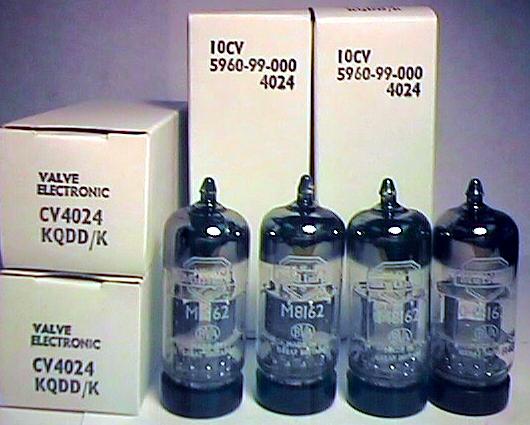 KQDD/K
10CV
5960-99-000
4024
10CV
5960-99-000
4024
VALVE
ELECTRONIC
CV4024
KQDD/K
VALVE
ELECTRONIC
CV4024
KQDD/K
M8162
M8162
M8162